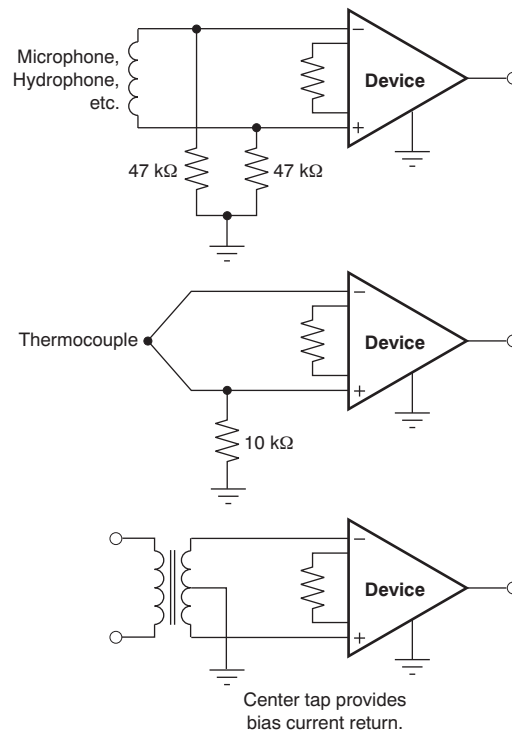 Microphone,
Hydrophone,
etc.
−
Device
+
47 kΩ
47 kΩ
Thermocouple
−
Device
+
10 kΩ
−
Device
+
Center tap provides
bias current return.